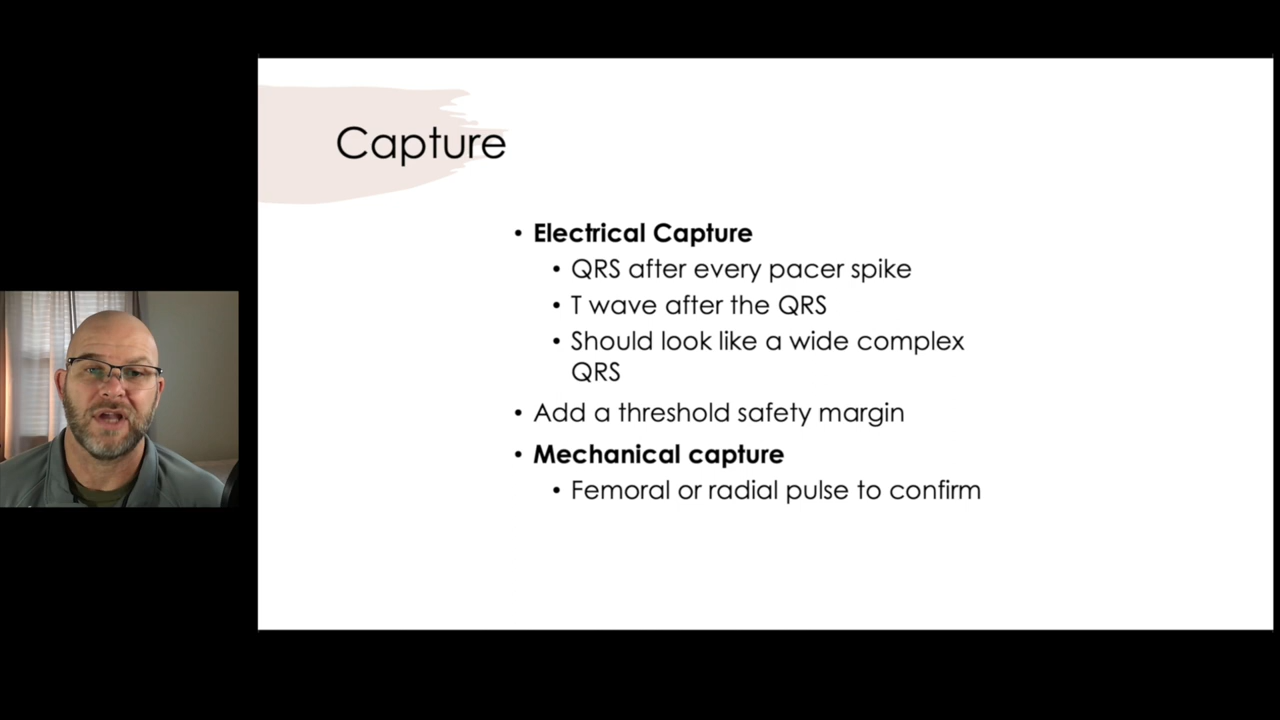 Capture
• Electrical Capture
• QRS after every pacer spike
• T wave after the QRS
• Should look like a wide complex
QRS
• Add a threshold safety margin
• Mechanical capture
• Femoral or radial pulse to confirm